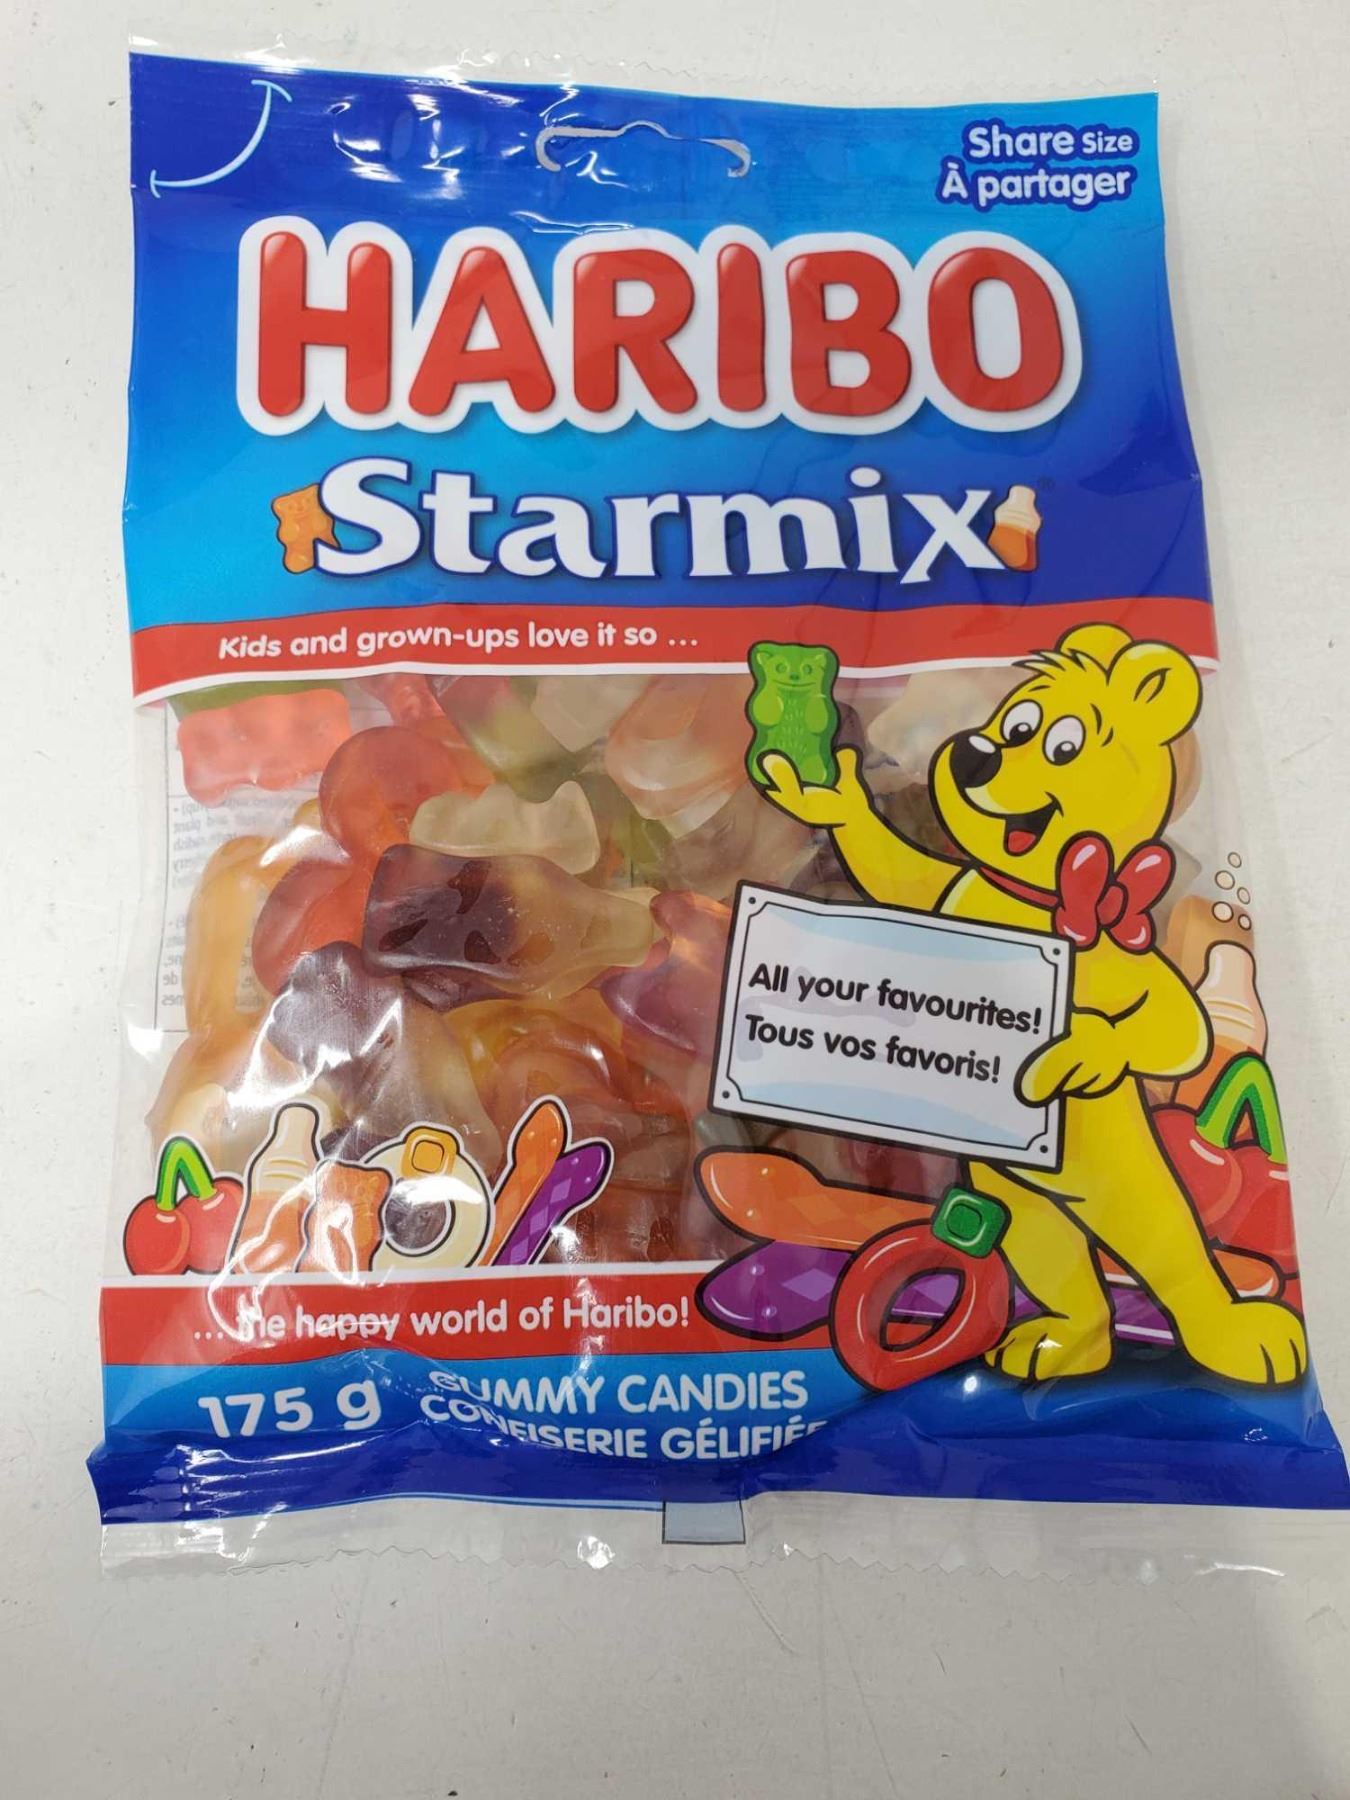 Share Size
À partager
HARIBO
Starmix
Kids and grown-ups love it so ...
All your favourites!
Tous vos favoris!
... the happy world of Haribo!
175 g
GUMMY CANDIES
CONFISERIE GÉLIFIÉE